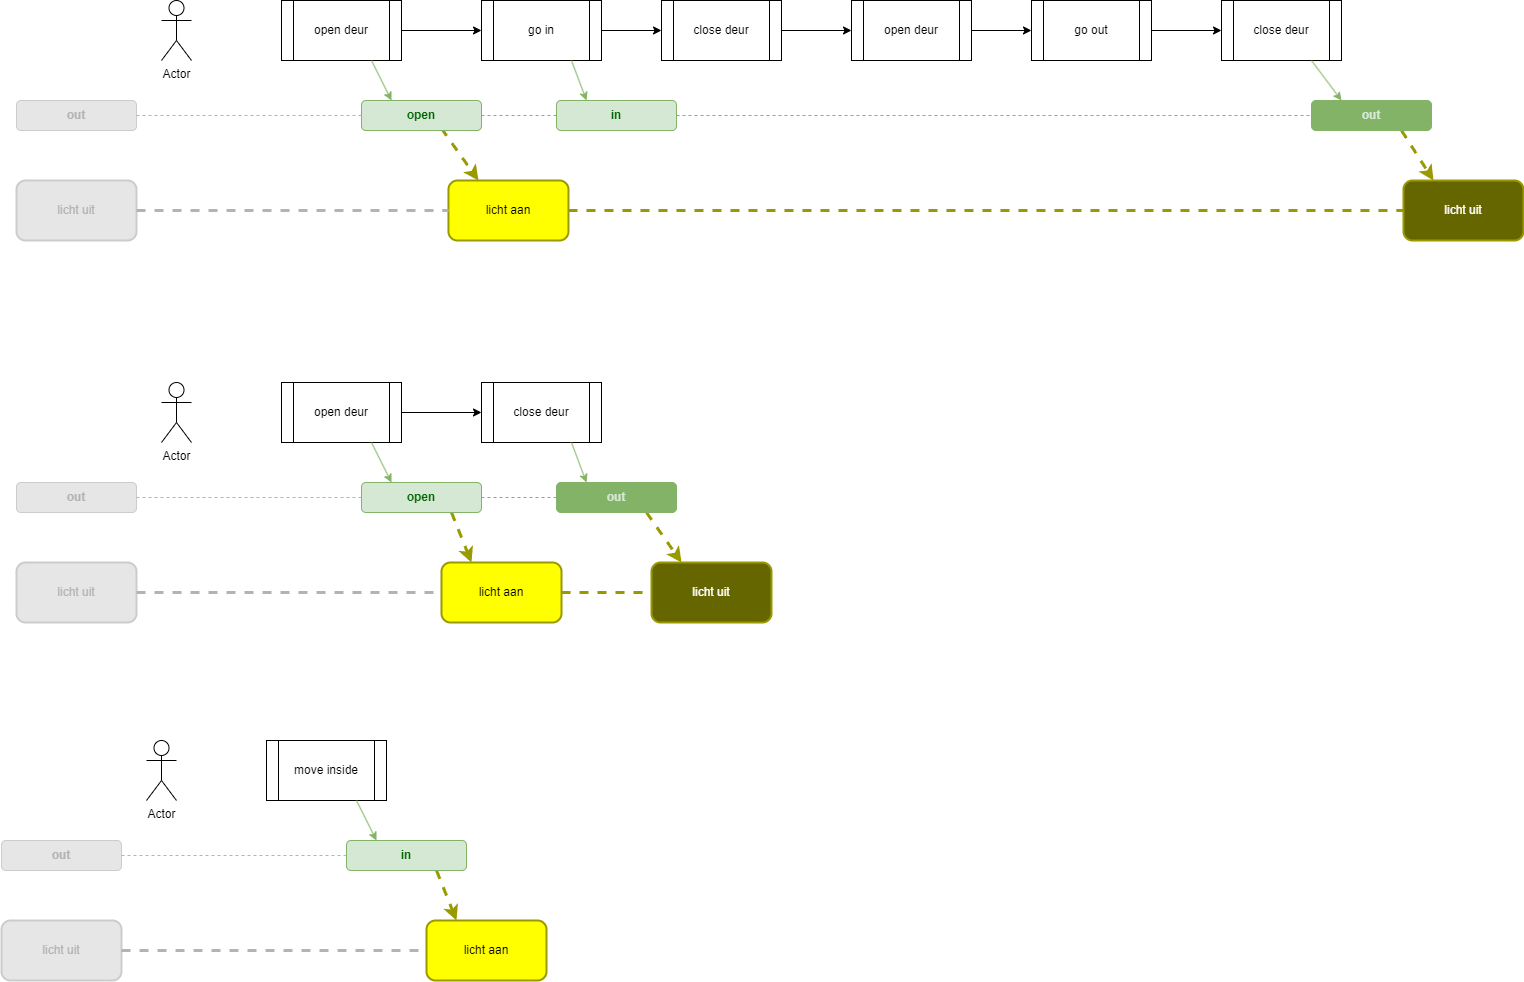 open deur
go in
close deur
open deur
go out
close deur
Actor
out
open
in
out
licht uit
licht aan
licht uit
open deur
close deur
Actor
out
open
out
licht uit
licht aan
licht uit
move inside
Actor
out
in
licht uit
licht aan